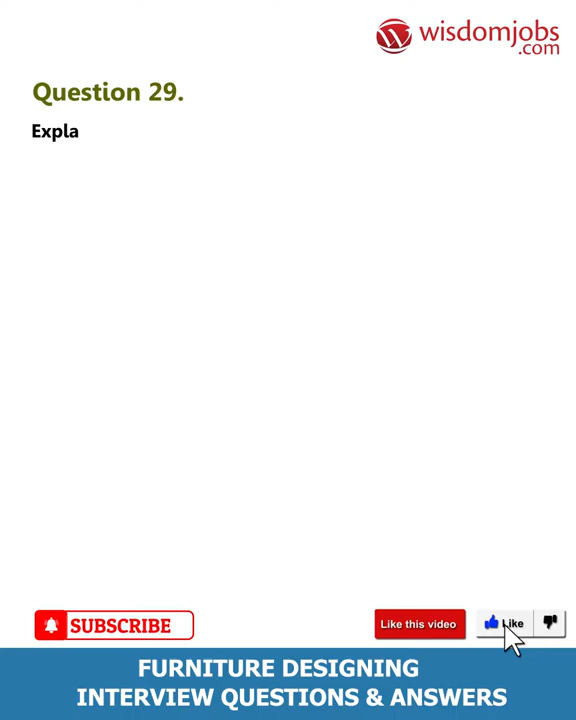 wisdomjobs
.com
Question 29.
Expla
SUBSCRIBE
Like this video
Like
FURNITURE DESIGNING
INTERVIEW QUESTIONS & ANSWERS